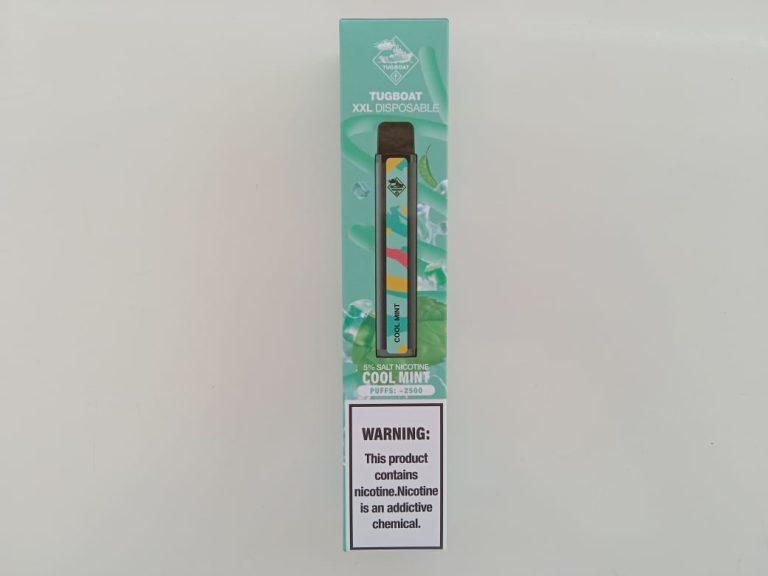 TUGBOAT
TUGBOAT
XXL DISPOSABLE
COOL MINT
5% SALT NICOTINE
COOL MINT
PUFFS: ~2500
WARNING:
This product
contains
nicotine.Nicotine
is an addictive
chemical.